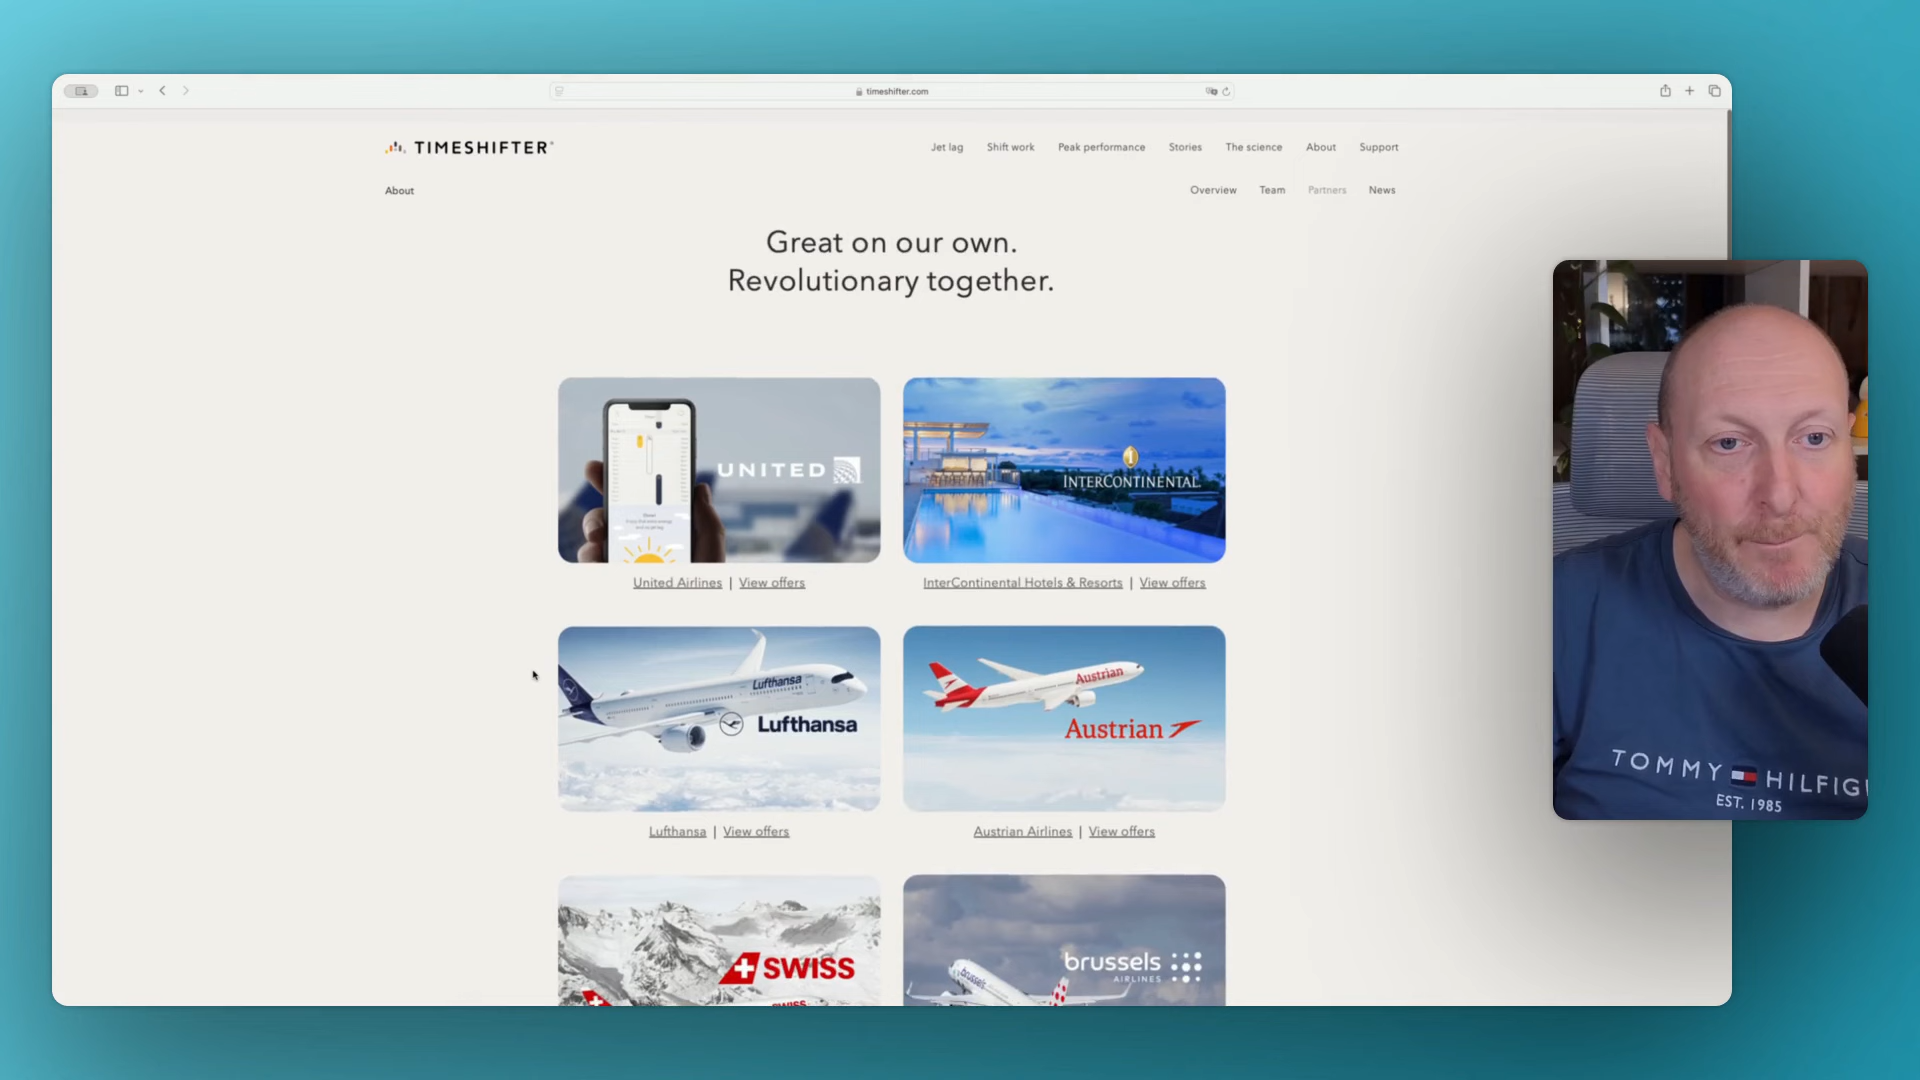 timeshifter.com
TIMESHIFTER
Jet lag Shift work Peak performance Stories The science About Support
About
Overview Team Partners News
Great on our own.
Revolutionary together.
UNITED
INTERCONTINENTAL
United Airlines | View offers
InterContinental Hotels & Resorts | View offers
Lufthansa
Lufthansa
Austrian
Austrian
Lufthansa | View offers
Austrian Airlines | View offers
SWISS
SWISS
brussels
AIRLINES
brussels
TOMMY HILFIG
EST. 1985